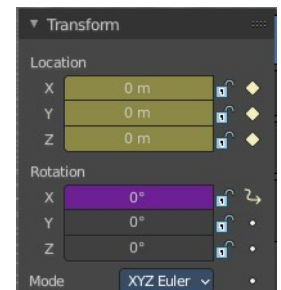 Transform
Location
X 0 m
Y 0 m
Z 0 m
Rotation
X 0°
Y 0°
Z 0°
Mode XYZ Euler